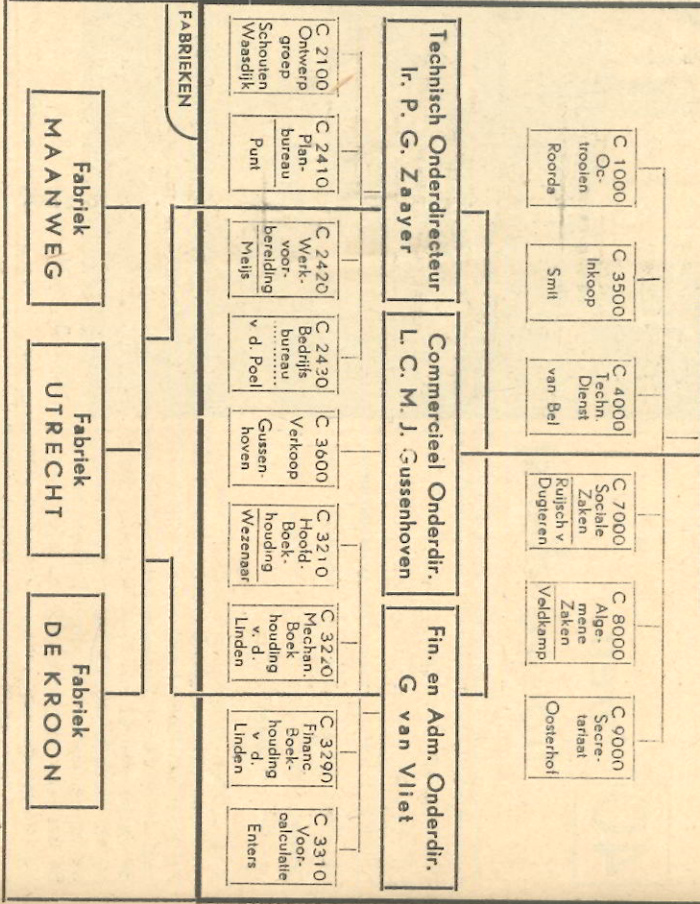 C 1000
Oc-
trooien
Roorda
C 3500
Inkoop
Smit
C 4000
Techn.
Dienst
van Bel
C 7000
Sociale
Zaken
Ruijsch v
Dugteren
C 8000
Alge-
mene
Zaken
Veldkamp
C 9000
Secre-
tariaat
Oosterhof
Technisch Onderdirecteur
Ir. P. G. Zaayer
Commercieel Onderdir.
L. C. M. J. Gussenhoven
Fin. en Adm. Onderdir.
G van Vliet
C 2100
Ontwerp
groep
Schouten
Waasdijk
C 2410
Plan-
bureau
Punt
C 2420
Werk-
voor-
bereiding
Meijs
C 2430
Bedrijfs
bureau
.........
v d. Poel
C 3600
Verkoop
Gussen-
hoven
C 3210
Hoofd-
Boek-
houding
Wezenaar
C 3220
Mechan.
Boek
houding
v. d.
Linden
C 3290
Financ.
Boek-
houding
v d.
Linden
C 3310
Voor-
calculatie
Enters
FABRIEKEN
Fabriek
MAANWEG
Fabriek
UTRECHT
Fabriek
DE KROON